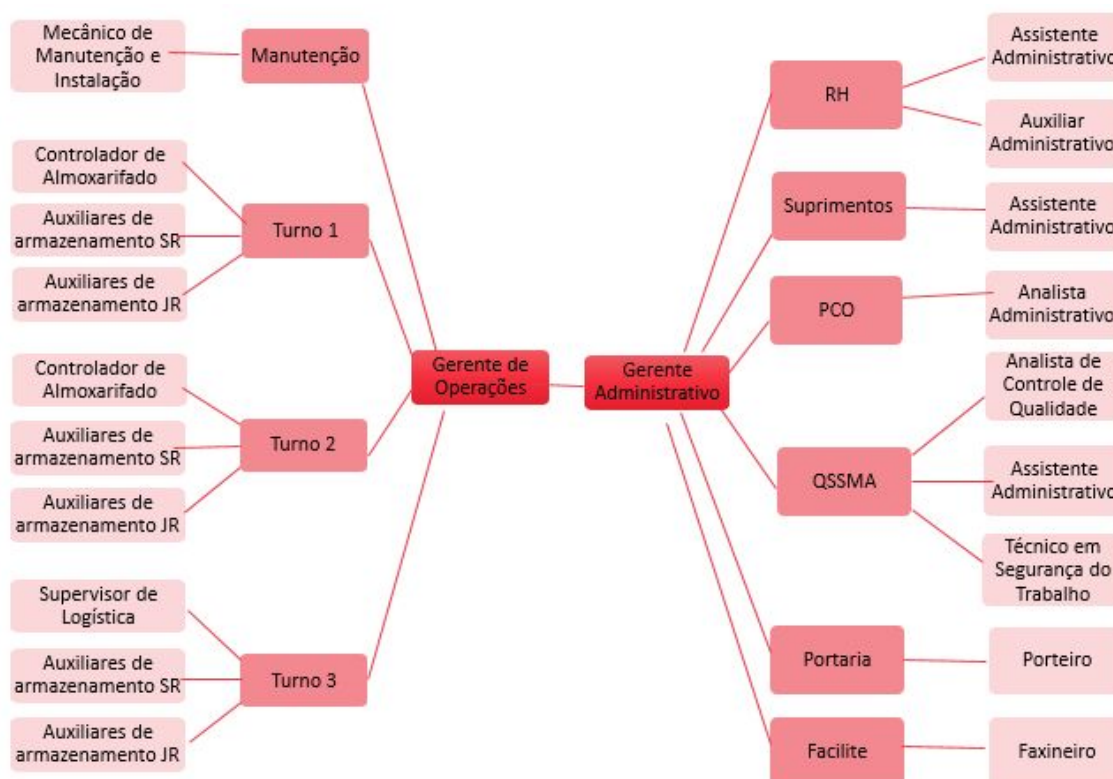 Mecânico de
Manutenção e
Instalação
Manutenção
Controlador de
Almoxarifado
Auxiliares de
armazenamento SR
Auxiliares de
armazenamento JR
Turno 1
Controlador de
Almoxarifado
Auxiliares de
armazenamento SR
Auxiliares de
armazenamento JR
Turno 2
Supervisor de
Logística
Auxiliares de
armazenamento SR
Auxiliares de
armazenamento JR
Turno 3
Gerente de
Operações
Gerente
Administrativo
RH
Assistente
Administrativo
Auxiliar
Administrativo
Suprimentos
Assistente
Administrativo
PCO
Analista
Administrativo
QSSMA
Analista de
Controle de
Qualidade
Assistente
Administrativo
Técnico em
Segurança do
Trabalho
Portaria
Porteiro
Facilite
Faxineiro